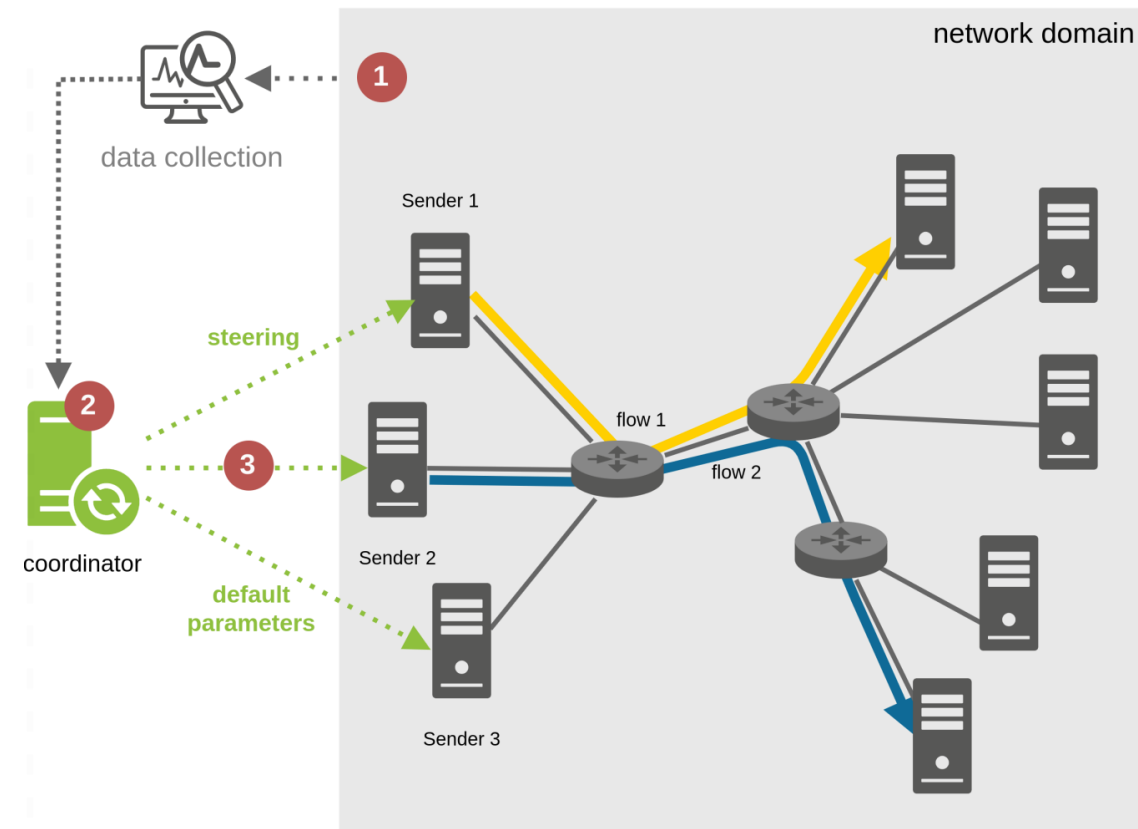 network domain
1
data collection
Sender 1
steering
flow 1
2
3
flow 2
coordinator
Sender 2
default
parameters
Sender 3